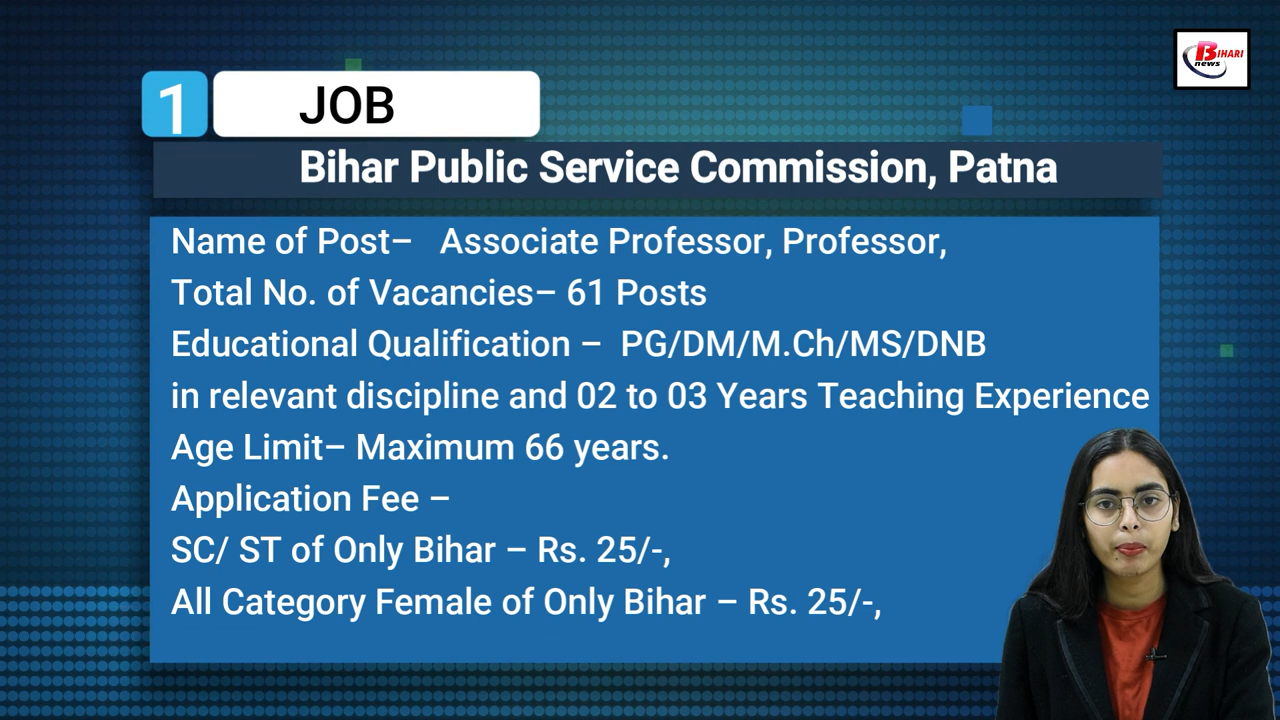 1 JOB
BIHARI
news
Bihar Public Service Commission, Patna
Name of Post– Associate Professor, Professor,
Total No. of Vacancies– 61 Posts
Educational Qualification – PG/DM/M.Ch/MS/DNB
in relevant discipline and 02 to 03 Years Teaching Experience
Age Limit– Maximum 66 years.
Application Fee –
SC/ ST of Only Bihar – Rs. 25/-,
All Category Female of Only Bihar – Rs. 25/-,